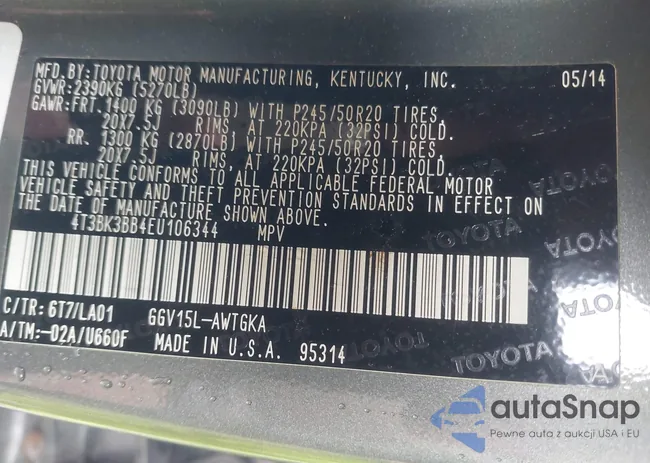 MFD.BY: TOYOTA MOTOR MANUFACTURING, KENTUCKY, INC. 05/14
GVWR:2390KG (5270LB)
GAWR:FRT. 1400 KG (3090LB) WITH P245/50R20 TIRES,
20X7.5J RIMS, AT 220KPA (32PSI) COLD.
RR. 1300 KG (2870LB) WITH P245/50R20 TIRES,
20X7.5J RIMS, AT 220KPA (32PSI) COLD.
THIS VEHICLE CONFORMS TO ALL APPLICABLE FEDERAL MOTOR
VEHICLE SAFETY AND THEFT PREVENTION STANDARDS IN EFFECT ON
THE DATE OF MANUFACTURE SHOWN ABOVE.
4T3BK3BB4EU106344 MPV
TOYOTA
C/TR: 6T7/LA01 GGV15L-AWTGKA
A/TM:-02A/U660F MADE IN U.S.A. 95314
TOYOTA
autaSnap
Pewne auta z aukcji USA i EU